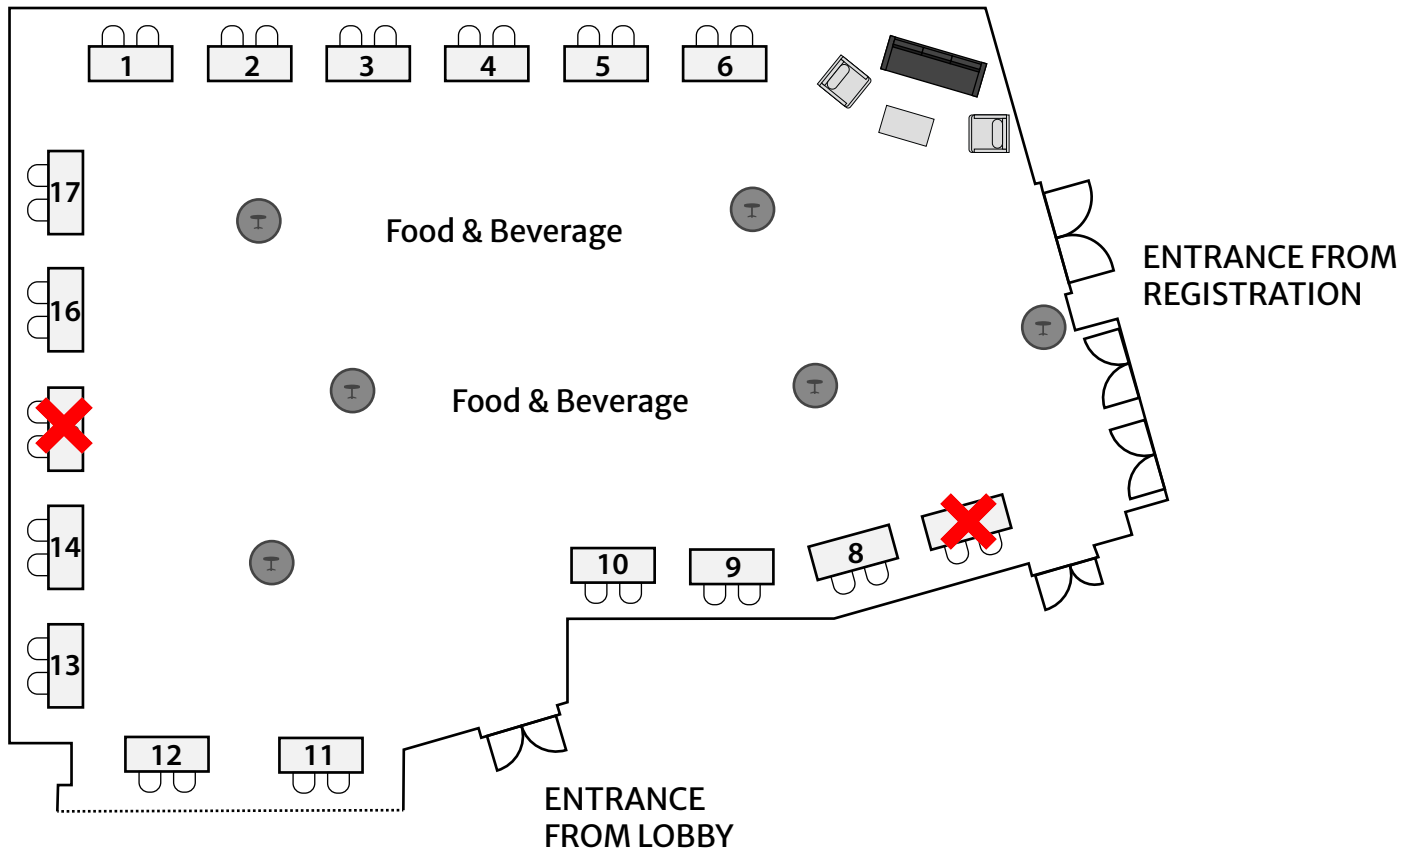 1 2 3 4 5 6
17
Food & Beverage
ENTRANCE FROM
REGISTRATION
16
Food & Beverage
14
10 9 8
13
12 11
ENTRANCE
FROM LOBBY